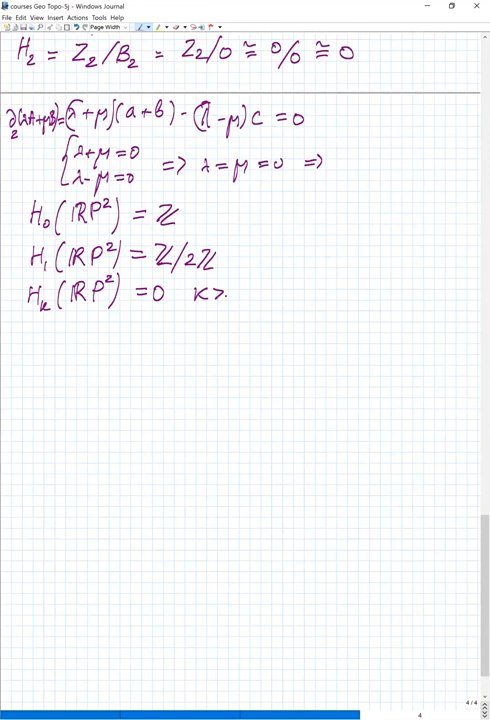 courses Geo Topo-5j - Windows Journal
File Edit View Insert Actions Tools Help
Page Width
H₂ = Z₂/B₂ = Z₂/0 ≅ 0/0 ≅ 0
∂₂(λA+μB)=(λ+μ)(a+b) - (λ-μ)c = 0
{λ+μ=0
{λ-μ=0 => λ=μ=0 =>
H₀(ℝP²) = ℤ
H₁(ℝP²) = ℤ/2ℤ
Hₖ(ℝP²) = 0 K>
4 / 4
4